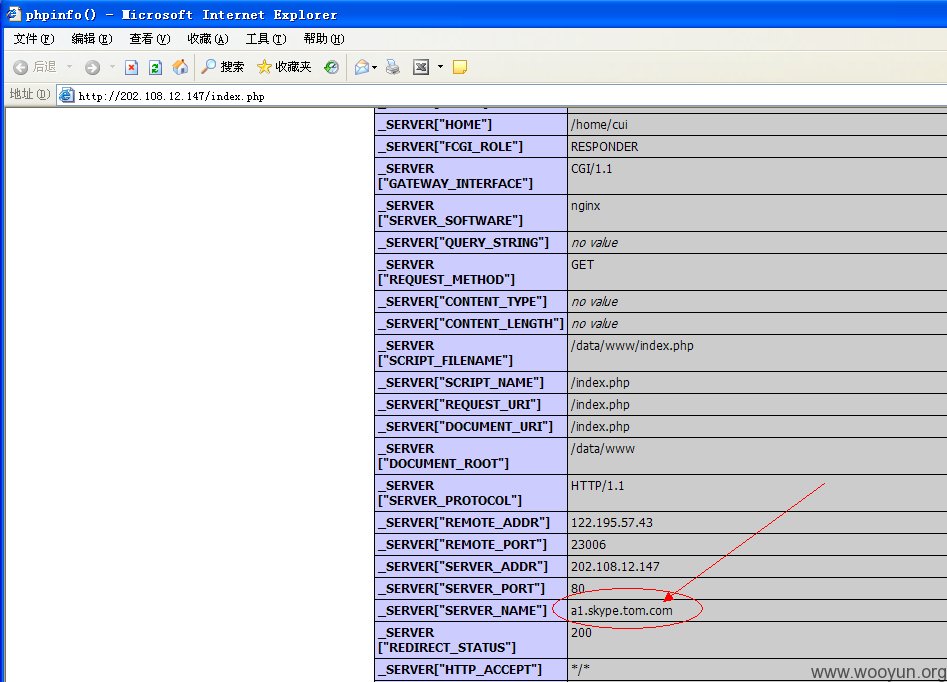 phpinfo() - Microsoft Internet Explorer
文件(F) 编辑(E) 查看(V) 收藏(A) 工具(T) 帮助(H)
后退 搜索 收藏夹
地址(D) http://202.108.12.147/index.php
_SERVER["HOME"] /home/cui
_SERVER["FCGI_ROLE"] RESPONDER
_SERVER CGI/1.1
["GATEWAY_INTERFACE"]
_SERVER nginx
["SERVER_SOFTWARE"]
_SERVER["QUERY_STRING"] no value
_SERVER GET
["REQUEST_METHOD"]
_SERVER["CONTENT_TYPE"] no value
_SERVER["CONTENT_LENGTH"] no value
_SERVER /data/www/index.php
["SCRIPT_FILENAME"]
_SERVER["SCRIPT_NAME"] /index.php
_SERVER["REQUEST_URI"] /index.php
_SERVER["DOCUMENT_URI"] /index.php
_SERVER /data/www
["DOCUMENT_ROOT"]
_SERVER HTTP/1.1
["SERVER_PROTOCOL"]
_SERVER["REMOTE_ADDR"] 122.195.57.43
_SERVER["REMOTE_PORT"] 23006
_SERVER["SERVER_ADDR"] 202.108.12.147
_SERVER["SERVER_PORT"] 80
_SERVER["SERVER_NAME"] a1.skype.tom.com
_SERVER 200
["REDIRECT_STATUS"]
_SERVER["HTTP_ACCEPT"] */*
www.wooyun.org